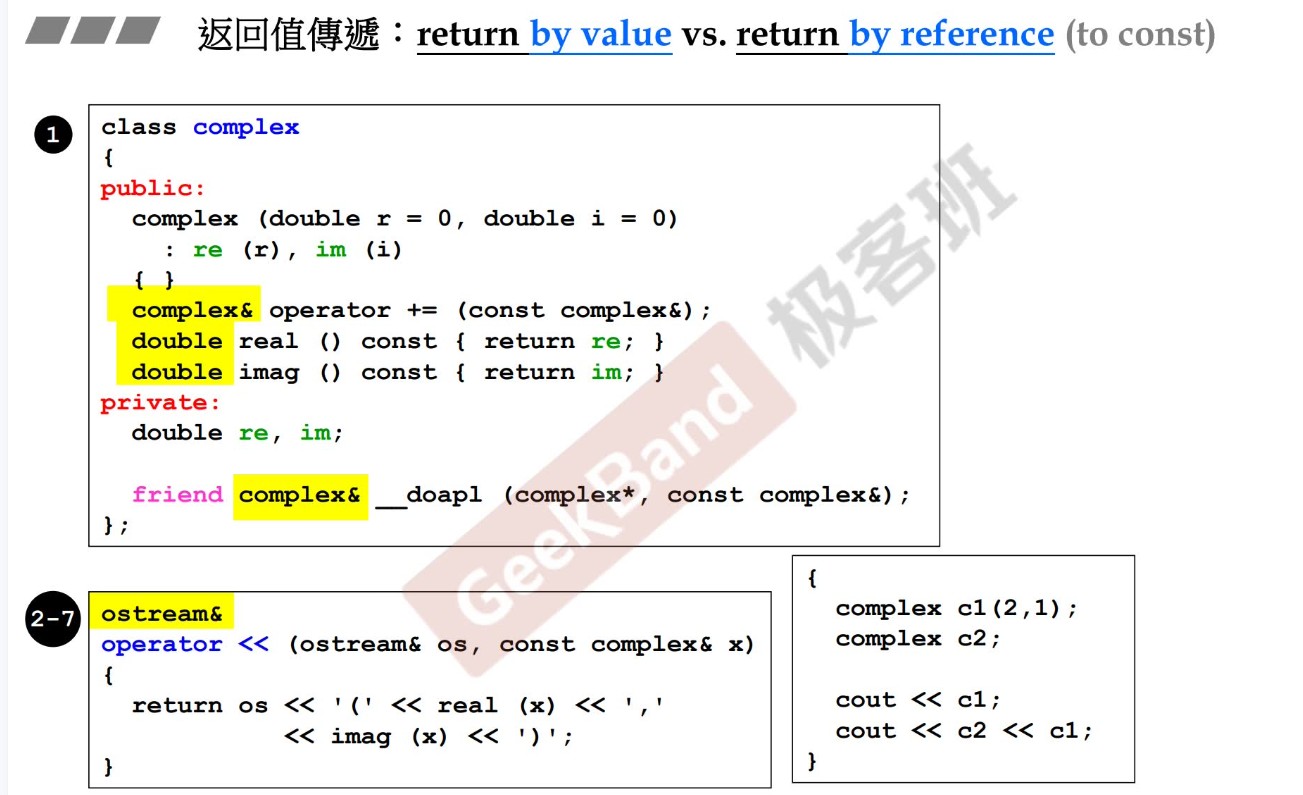 返回值傳遞：return by value vs. return by reference (to const)
1
class complex
{
public:
complex (double r = 0, double i = 0)
: re (r), im (i)
{ }
complex& operator += (const complex&);
double real () const { return re; }
double imag () const { return im; }
private:
double re, im;
friend complex& __doapl (complex*, const complex&);
};
2-7
ostream&
operator << (ostream& os, const complex& x)
{
return os << '(' << real (x) << ','
<< imag (x) << ')';
}
{
complex c1(2,1);
complex c2;
cout << c1;
cout << c2 << c1;
}
GeekBand 极客班